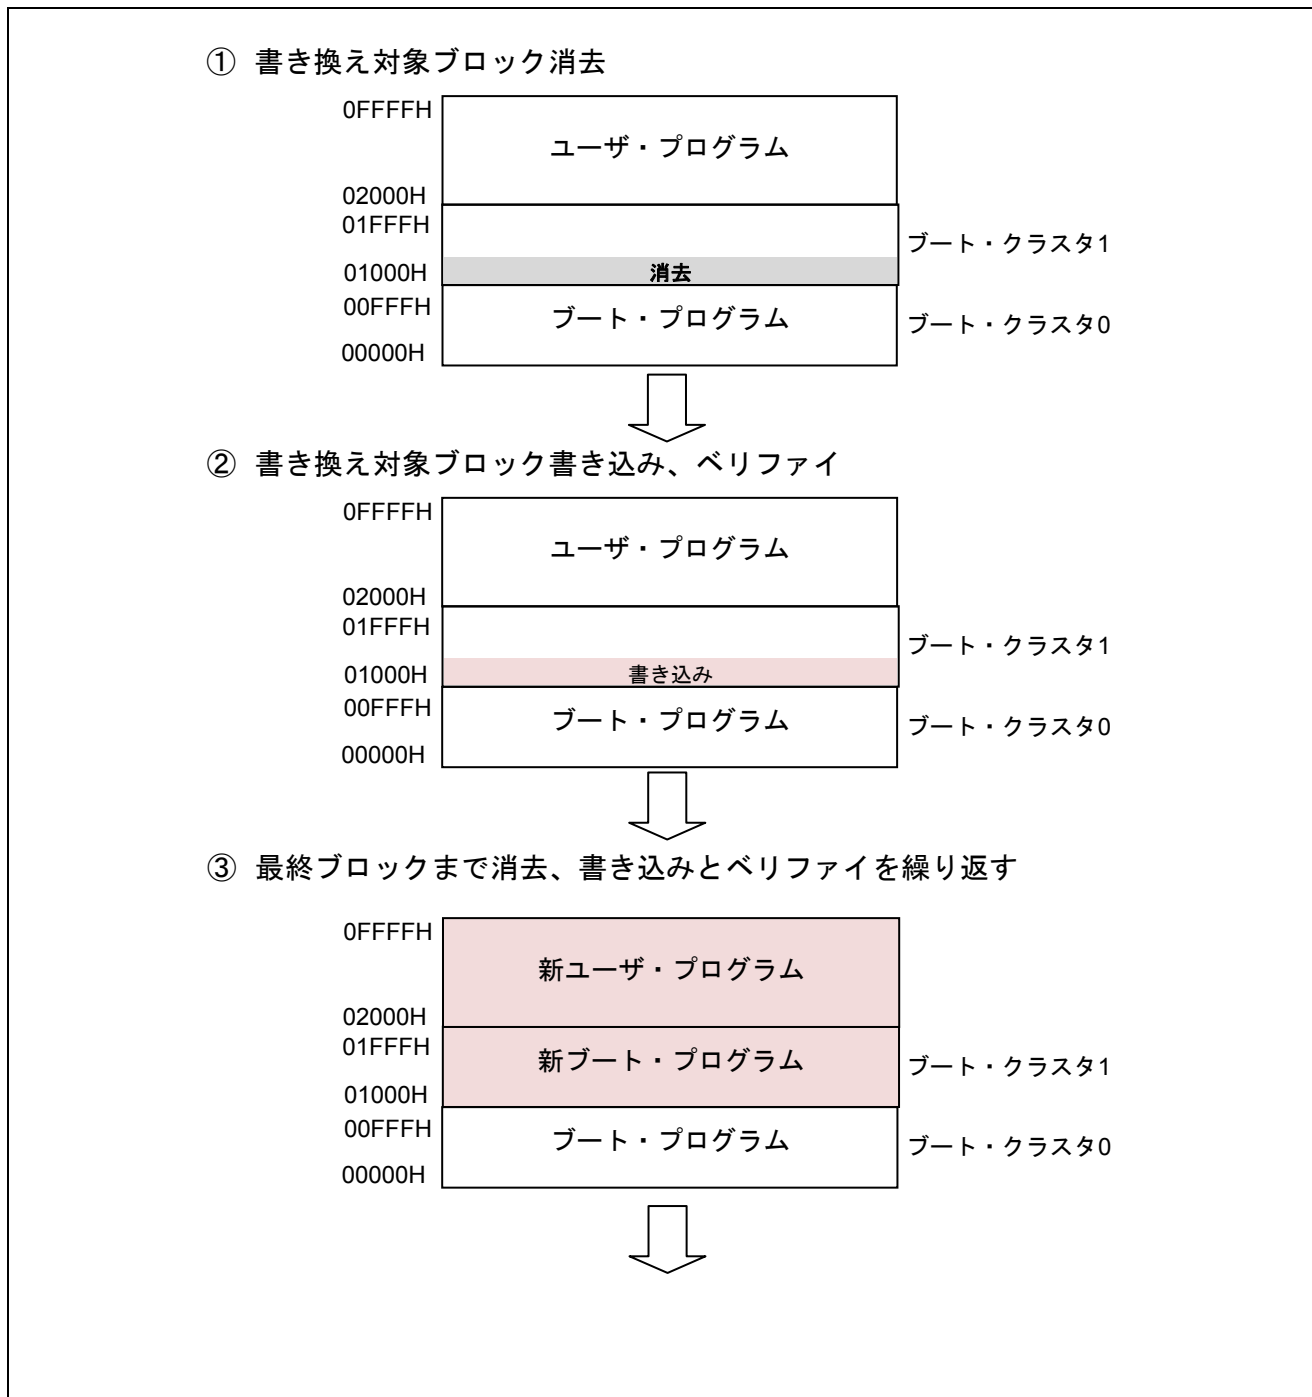 ① 書き換え対象ブロック消去
0FFFFH
ユーザ・プログラム
02000H
01FFFH
ブート・クラスタ1
01000H
消去
00FFFH
ブート・プログラム
ブート・クラスタ0
00000H
② 書き換え対象ブロック書き込み、ベリファイ
0FFFFH
ユーザ・プログラム
02000H
01FFFH
ブート・クラスタ1
01000H
書き込み
00FFFH
ブート・プログラム
ブート・クラスタ0
00000H
③ 最終ブロックまで消去、書き込みとベリファイを繰り返す
0FFFFH
新ユーザ・プログラム
02000H
01FFFH
新ブート・プログラム
ブート・クラスタ1
01000H
00FFFH
ブート・プログラム
ブート・クラスタ0
00000H